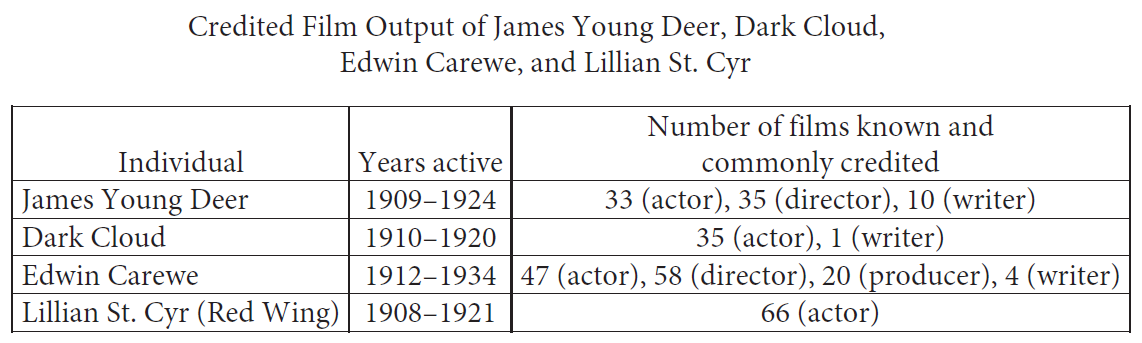 Credited Film Output of James Young Deer, Dark Cloud,
Edwin Carewe, and Lillian St. Cyr
Individual Years active Number of films known and
commonly credited
James Young Deer 1909–1924 33 (actor), 35 (director), 10 (writer)
Dark Cloud 1910–1920 35 (actor), 1 (writer)
Edwin Carewe 1912–1934 47 (actor), 58 (director), 20 (producer), 4 (writer)
Lillian St. Cyr (Red Wing) 1908–1921 66 (actor)